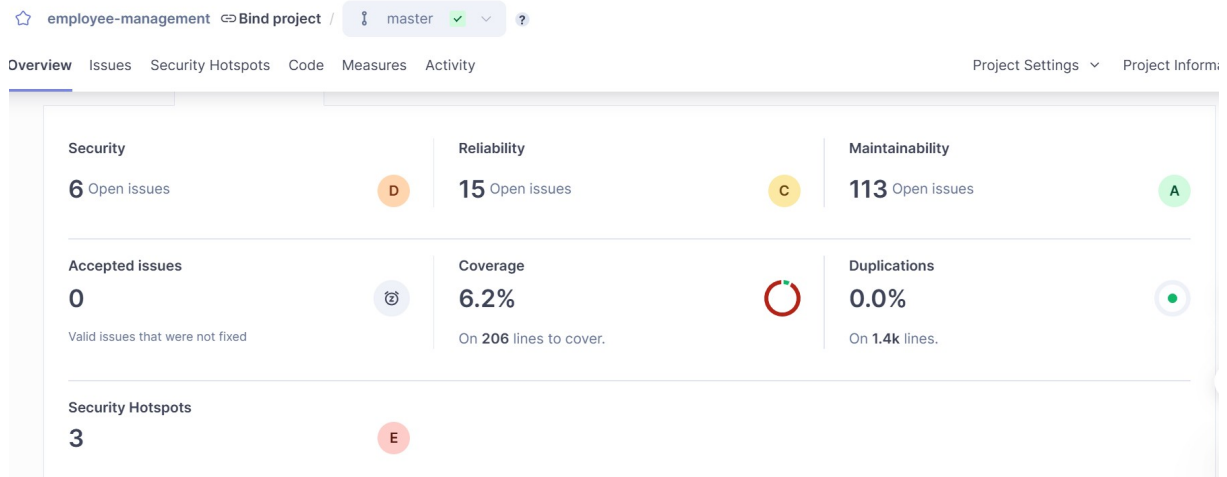 employee-management Bind project / master ?
Overview Issues Security Hotspots Code Measures Activity Project Settings Project Informa
Security Reliability Maintainability
6 Open issues D 15 Open issues C 113 Open issues A
Accepted issues Coverage Duplications
0 6.2% 0.0%
Valid issues that were not fixed On 206 lines to cover. On 1.4k lines.
Security Hotspots
3 E